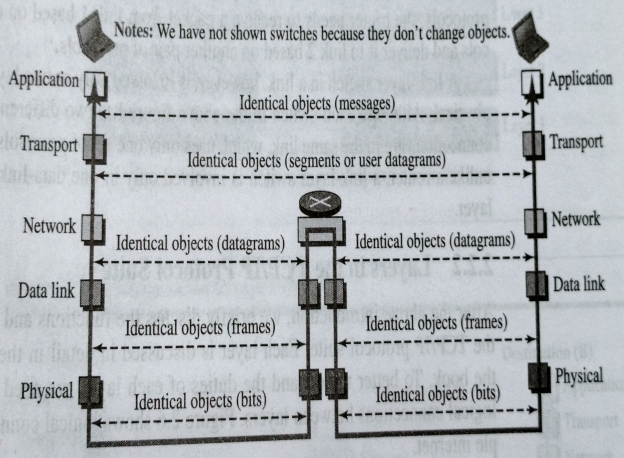 Notes: We have not shown switches because they don't change objects.
Application Application
Identical objects (messages)
Transport Transport
Identical objects (segments or user datagrams)
Network Network
Identical objects (datagrams) Identical objects (datagrams)
Data link Data link
Identical objects (frames) Identical objects (frames)
Physical Physical
Identical objects (bits) Identical objects (bits)